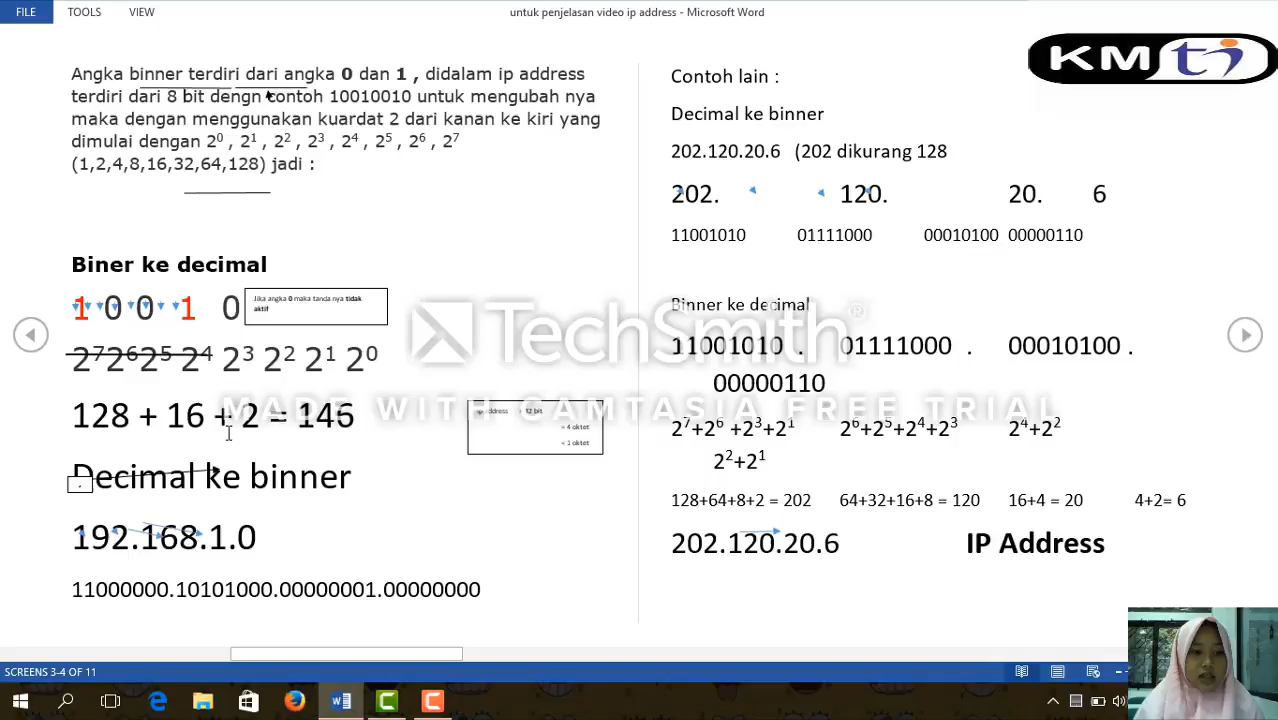 FILE TOOLS VIEW untuk penjelasan video ip address - Microsoft Word
KMTi
Angka binner terdiri dari angka 0 dan 1 , didalam ip address
terdiri dari 8 bit dengn contoh 10010010 untuk mengubah nya
maka dengan menggunakan kuardat 2 dari kanan ke kiri yang
dimulai dengan 2⁰ , 2¹ , 2² , 2³ , 2⁴ , 2⁵ , 2⁶ , 2⁷
(1,2,4,8,16,32,64,128) jadi :
Biner ke decimal
1 0 0 1 0
Jika angka 0 maka tanda nya tidak
aktif
2⁷2⁶2⁵2⁴ 2³ 2² 2¹ 2⁰
128 + 16 + 2 = 146
= 32 bit
= 4 oktet
= 1 oktet
Decimal ke binner
192.168.1.0
11000000.10101000.00000001.00000000
Contoh lain :
Decimal ke binner
202.120.20.6 (202 dikurang 128
202. 120. 20. 6
11001010 01111000 00010100 00000110
Binner ke decimal
11001010 . 01111000 . 00010100 .
00000110
2⁷+2⁶ +2³+2¹ 2⁶+2⁵+2⁴+2³ 2⁴+2²
2²+2¹
128+64+8+2 = 202 64+32+16+8 = 120 16+4 = 20 4+2= 6
202.120.20.6 IP Address
TechSmith®
MADE WITH CAMTASIA FREE TRIAL
SCREENS 3-4 OF 11